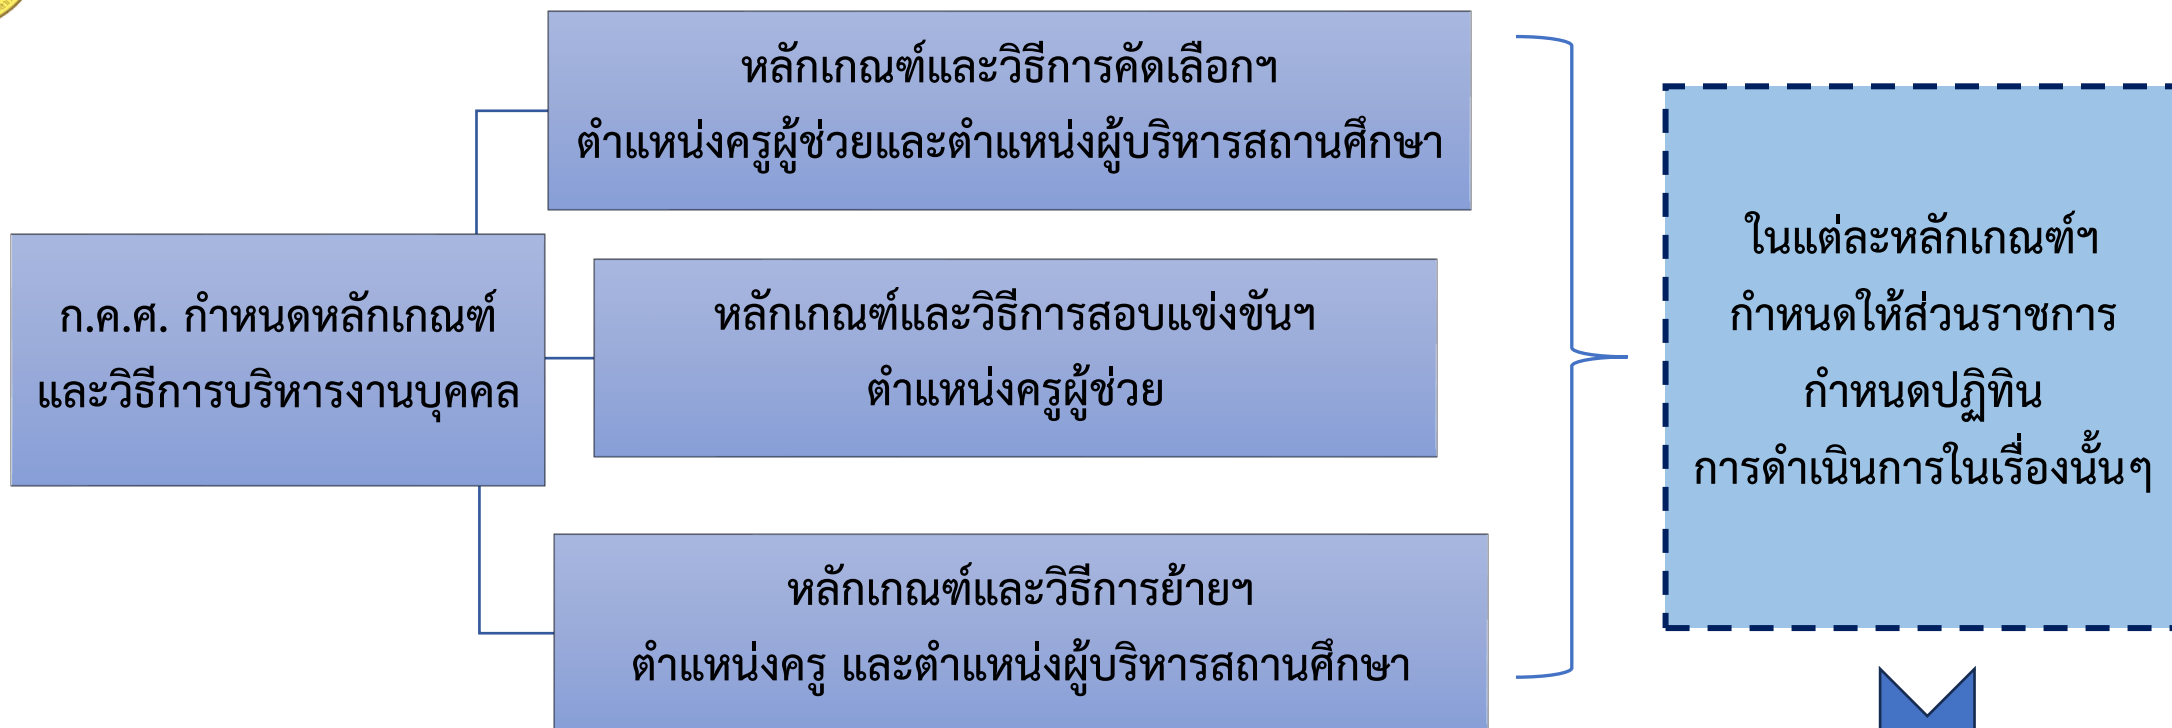 หลักเกณฑ์และวิธีการคัดเลือกฯ
ตำแหน่งครูผู้ช่วยและตำแหน่งผู้บริหารสถานศึกษา
ก.ค.ศ. กำหนดหลักเกณฑ์
และวิธีการบริหารงานบุคคล
หลักเกณฑ์และวิธีการสอบแข่งขันฯ
ตำแหน่งครูผู้ช่วย
หลักเกณฑ์และวิธีการย้ายฯ
ตำแหน่งครู และตำแหน่งผู้บริหารสถานศึกษา
ในแต่ละหลักเกณฑ์ฯ
กำหนดให้ส่วนราชการ
กำหนดปฏิทิน
การดำเนินการในเรื่องนั้นๆ